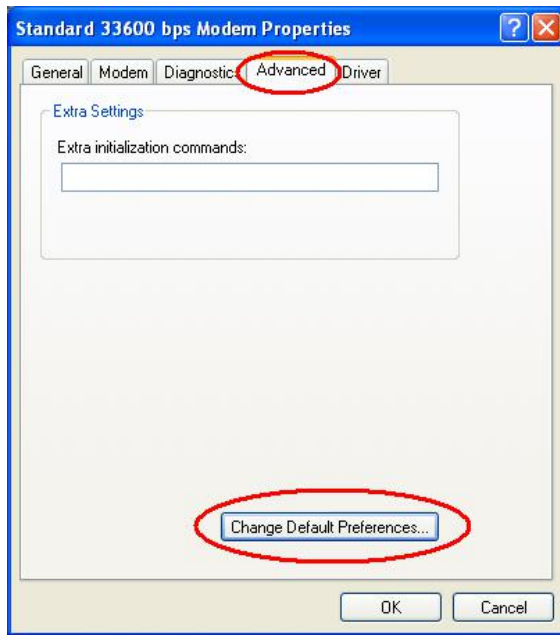 Standard 33600 bps Modem Properties
General Modem Diagnostics Advanced Driver
Extra Settings
Extra initialization commands:
Change Default Preferences...
OK Cancel